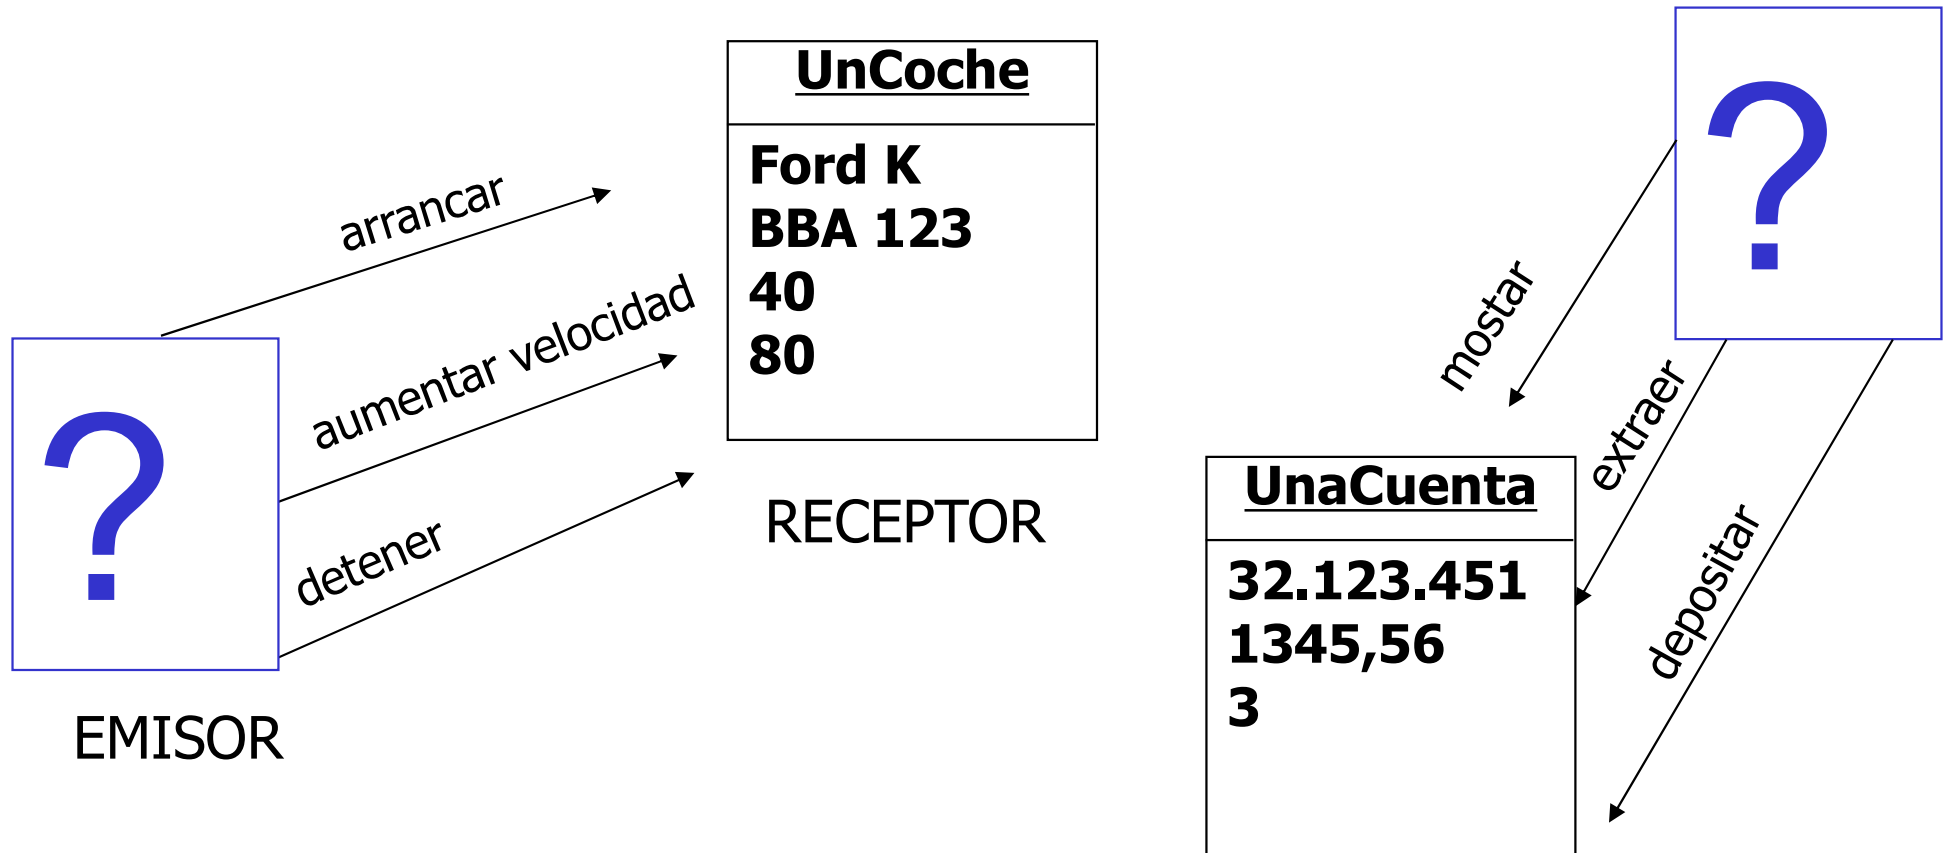 UnCoche
Ford K
BBA 123
40
80
arrancar
aumentar velocidad
detener
?
EMISOR
RECEPTOR
?
mostar
extraer
depositar
UnaCuenta
32.123.451
1345,56
3